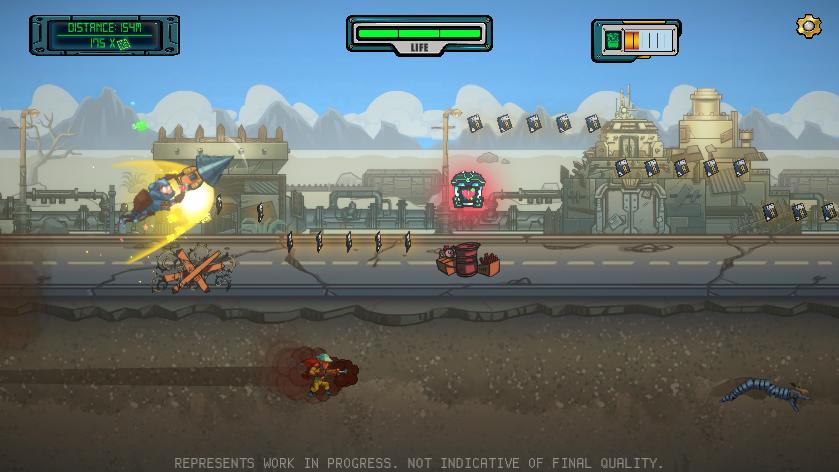 DISTANCE: 154M
175 X
LIFE
REPRESENTS WORK IN PROGRESS. NOT INDICATIVE OF FINAL QUALITY.